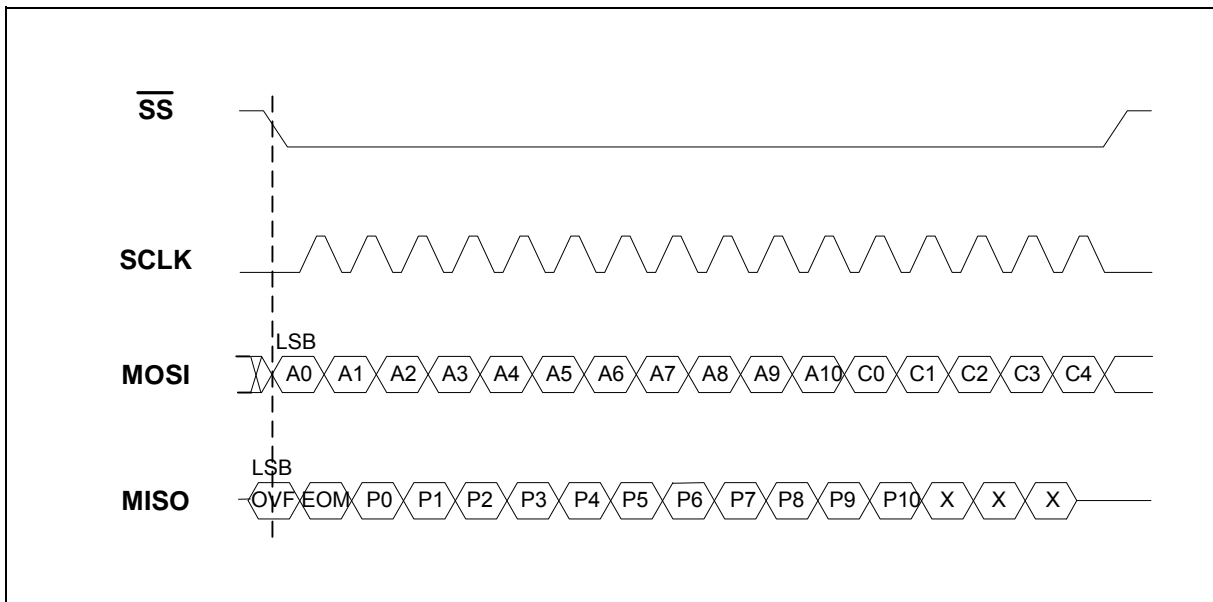 SS
SCLK
LSB
MOSI A0 A1 A2 A3 A4 A5 A6 A7 A8 A9 A10 C0 C1 C2 C3 C4
LSB
MISO OVF EOM P0 P1 P2 P3 P4 P5 P6 P7 P8 P9 P10 X X X